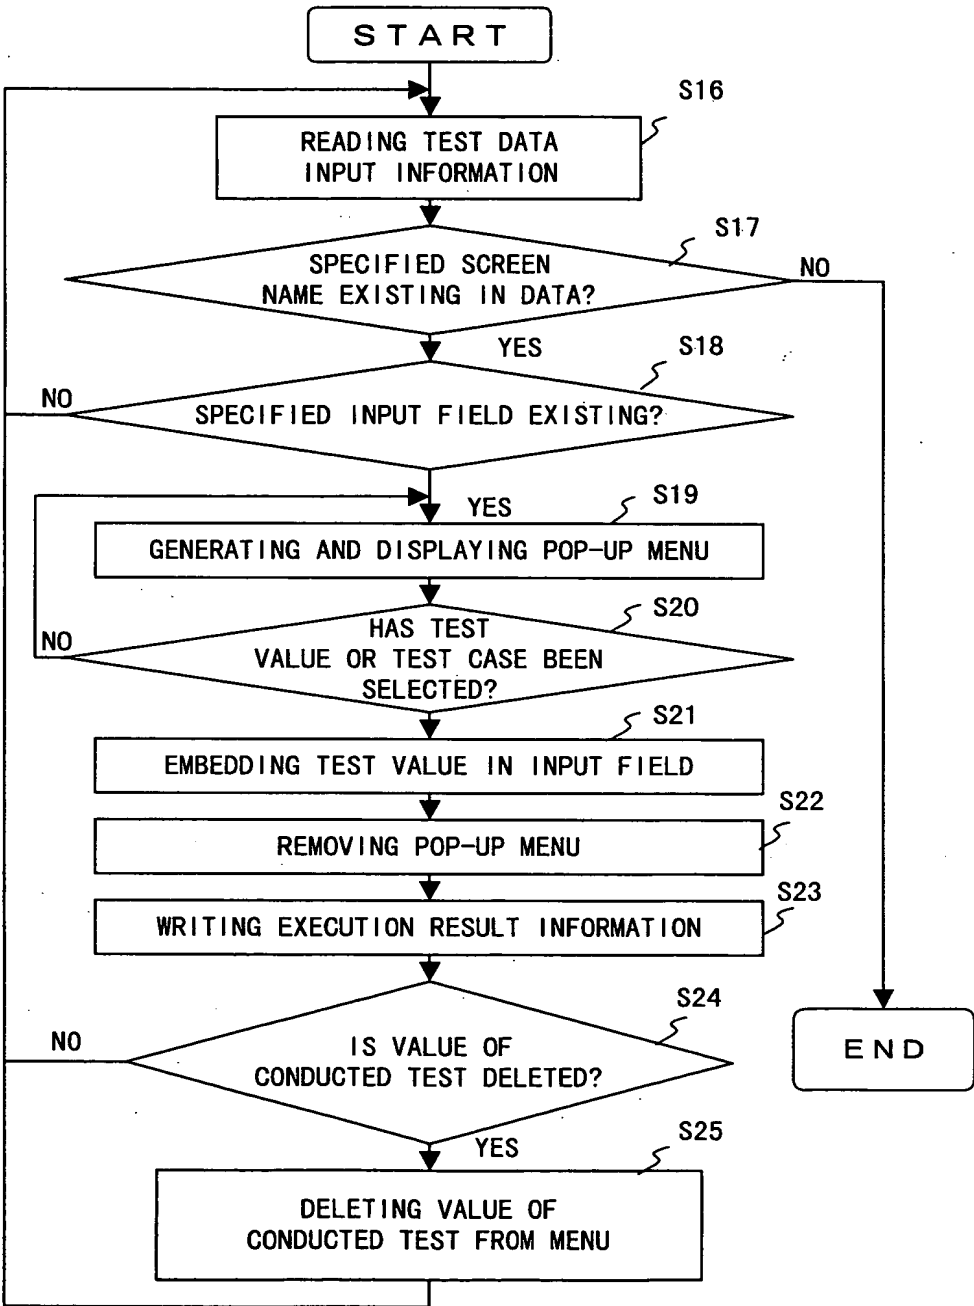 START
S16
READING TEST DATA
INPUT INFORMATION
S17
SPECIFIED SCREEN
NAME EXISTING IN DATA?
NO
YES
S18
NO
SPECIFIED INPUT FIELD EXISTING?
YES
S19
GENERATING AND DISPLAYING POP-UP MENU
S20
NO
HAS TEST
VALUE OR TEST CASE BEEN
SELECTED?
S21
EMBEDDING TEST VALUE IN INPUT FIELD
S22
REMOVING POP-UP MENU
S23
WRITING EXECUTION RESULT INFORMATION
S24
NO
IS VALUE OF
CONDUCTED TEST DELETED?
END
YES
S25
DELETING VALUE OF
CONDUCTED TEST FROM MENU